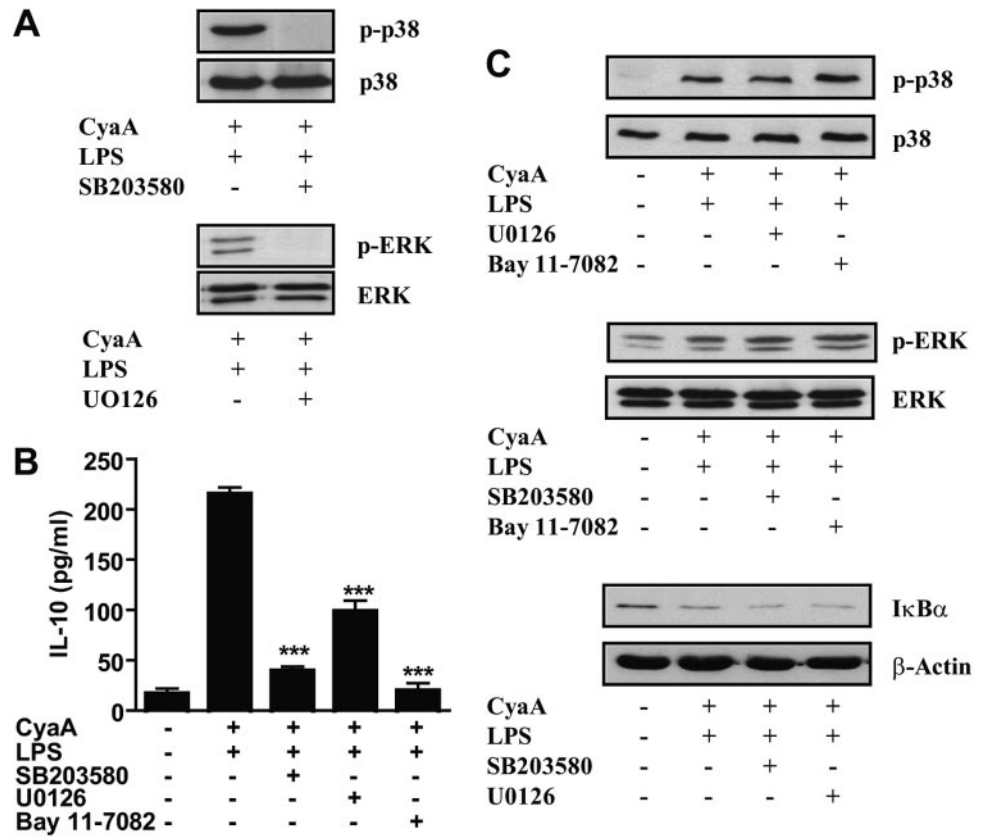 A
p-p38
p38
CyaA + +
LPS + +
SB203580 - +
p-ERK
ERK
CyaA + +
LPS + +
UO126 - +
B
IL-10 (pg/ml)
250
200
150
100
50
0
***
***
***
CyaA - + + + +
LPS - + + + +
SB203580 - - + - -
U0126 - - - + -
Bay 11-7082 - - - - +
C
p-p38
p38
CyaA - + + +
LPS - + + +
U0126 - - + -
Bay 11-7082 - - - +
p-ERK
ERK
CyaA - + + +
LPS - + + +
SB203580 - - + -
Bay 11-7082 - - - +
IκBα
β-Actin
CyaA - + + +
LPS - + + +
SB203580 - - + -
U0126 - - - +